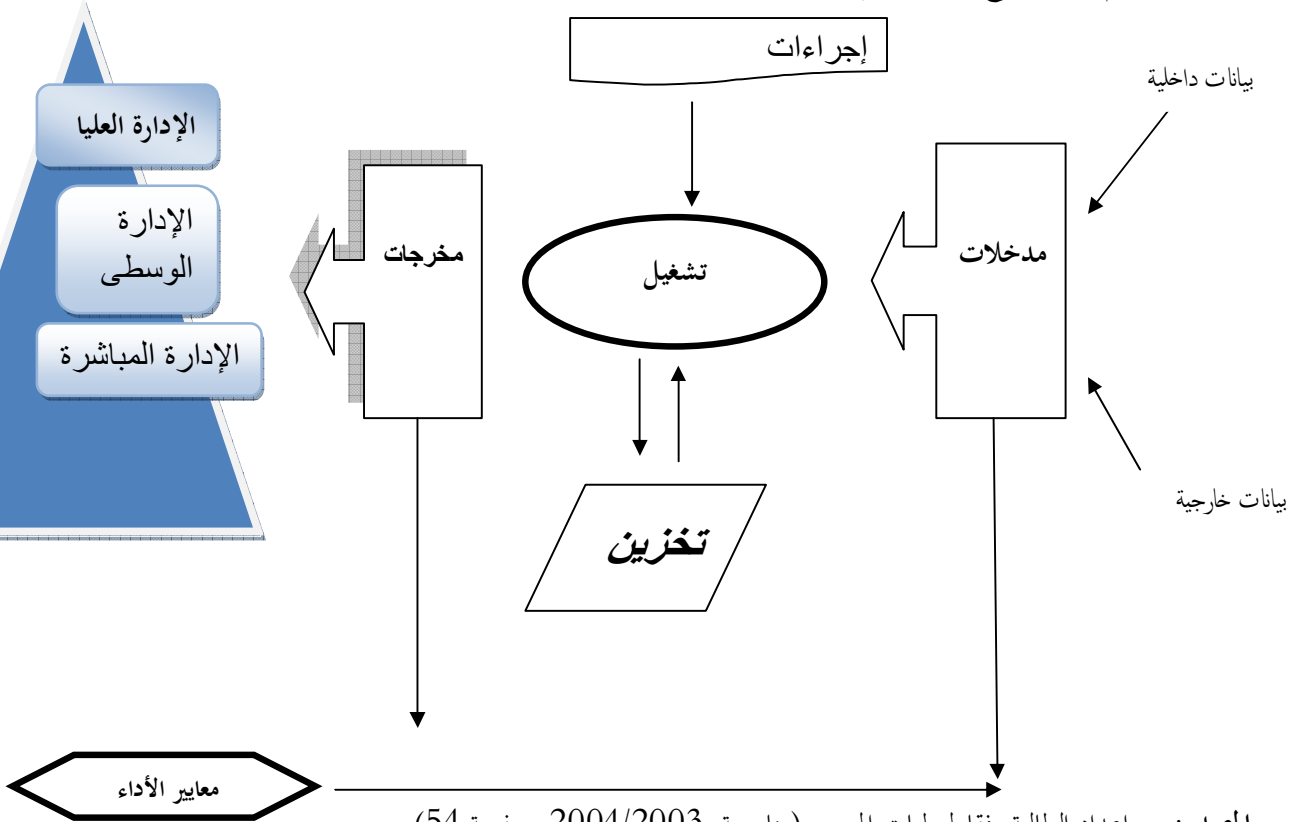 إجراءات
بيانات داخلية
الإدارة العليا
الإدارة
الوسطى
الإدارة المباشرة
مخرجات
تشغيل
مدخلات
بيانات خارجية
تخزين
معايير الأداء
2004/2003
54)